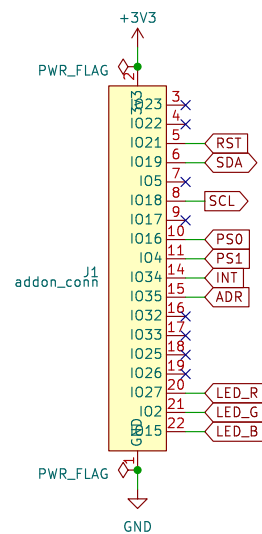 +3V3
PWR_FLAG
2
3V3
IO23 3
IO22 4
IO21 5 RST
IO19 6 SDA
IO5 7
IO18 8 SCL
IO17 9
IO16 10 PS0
IO4 11 PS1
J1
addon_conn
IO34 14 INT
IO35 15 ADR
IO32 16
IO33 17
IO25 18
IO26 19
IO27 20 LED_R
IO2 21 LED_G
IO15 22 LED_B
GND
1
PWR_FLAG
GND